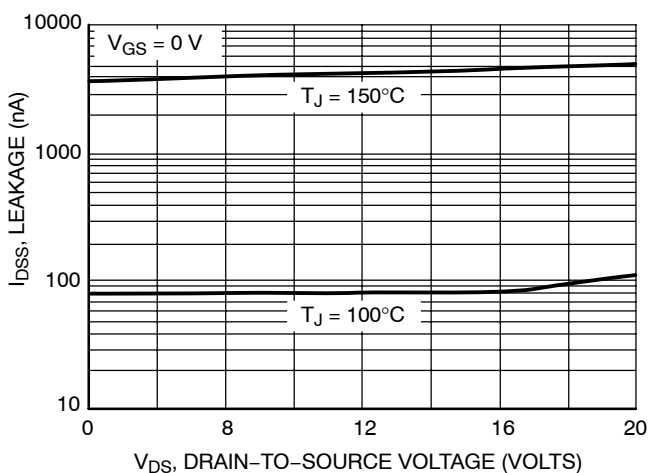 10000
V_GS = 0 V
T_J = 150°C
1000
I_DSS, LEAKAGE (nA)
100
T_J = 100°C
10
0 8 12 16 20
V_DS, DRAIN−TO−SOURCE VOLTAGE (VOLTS)